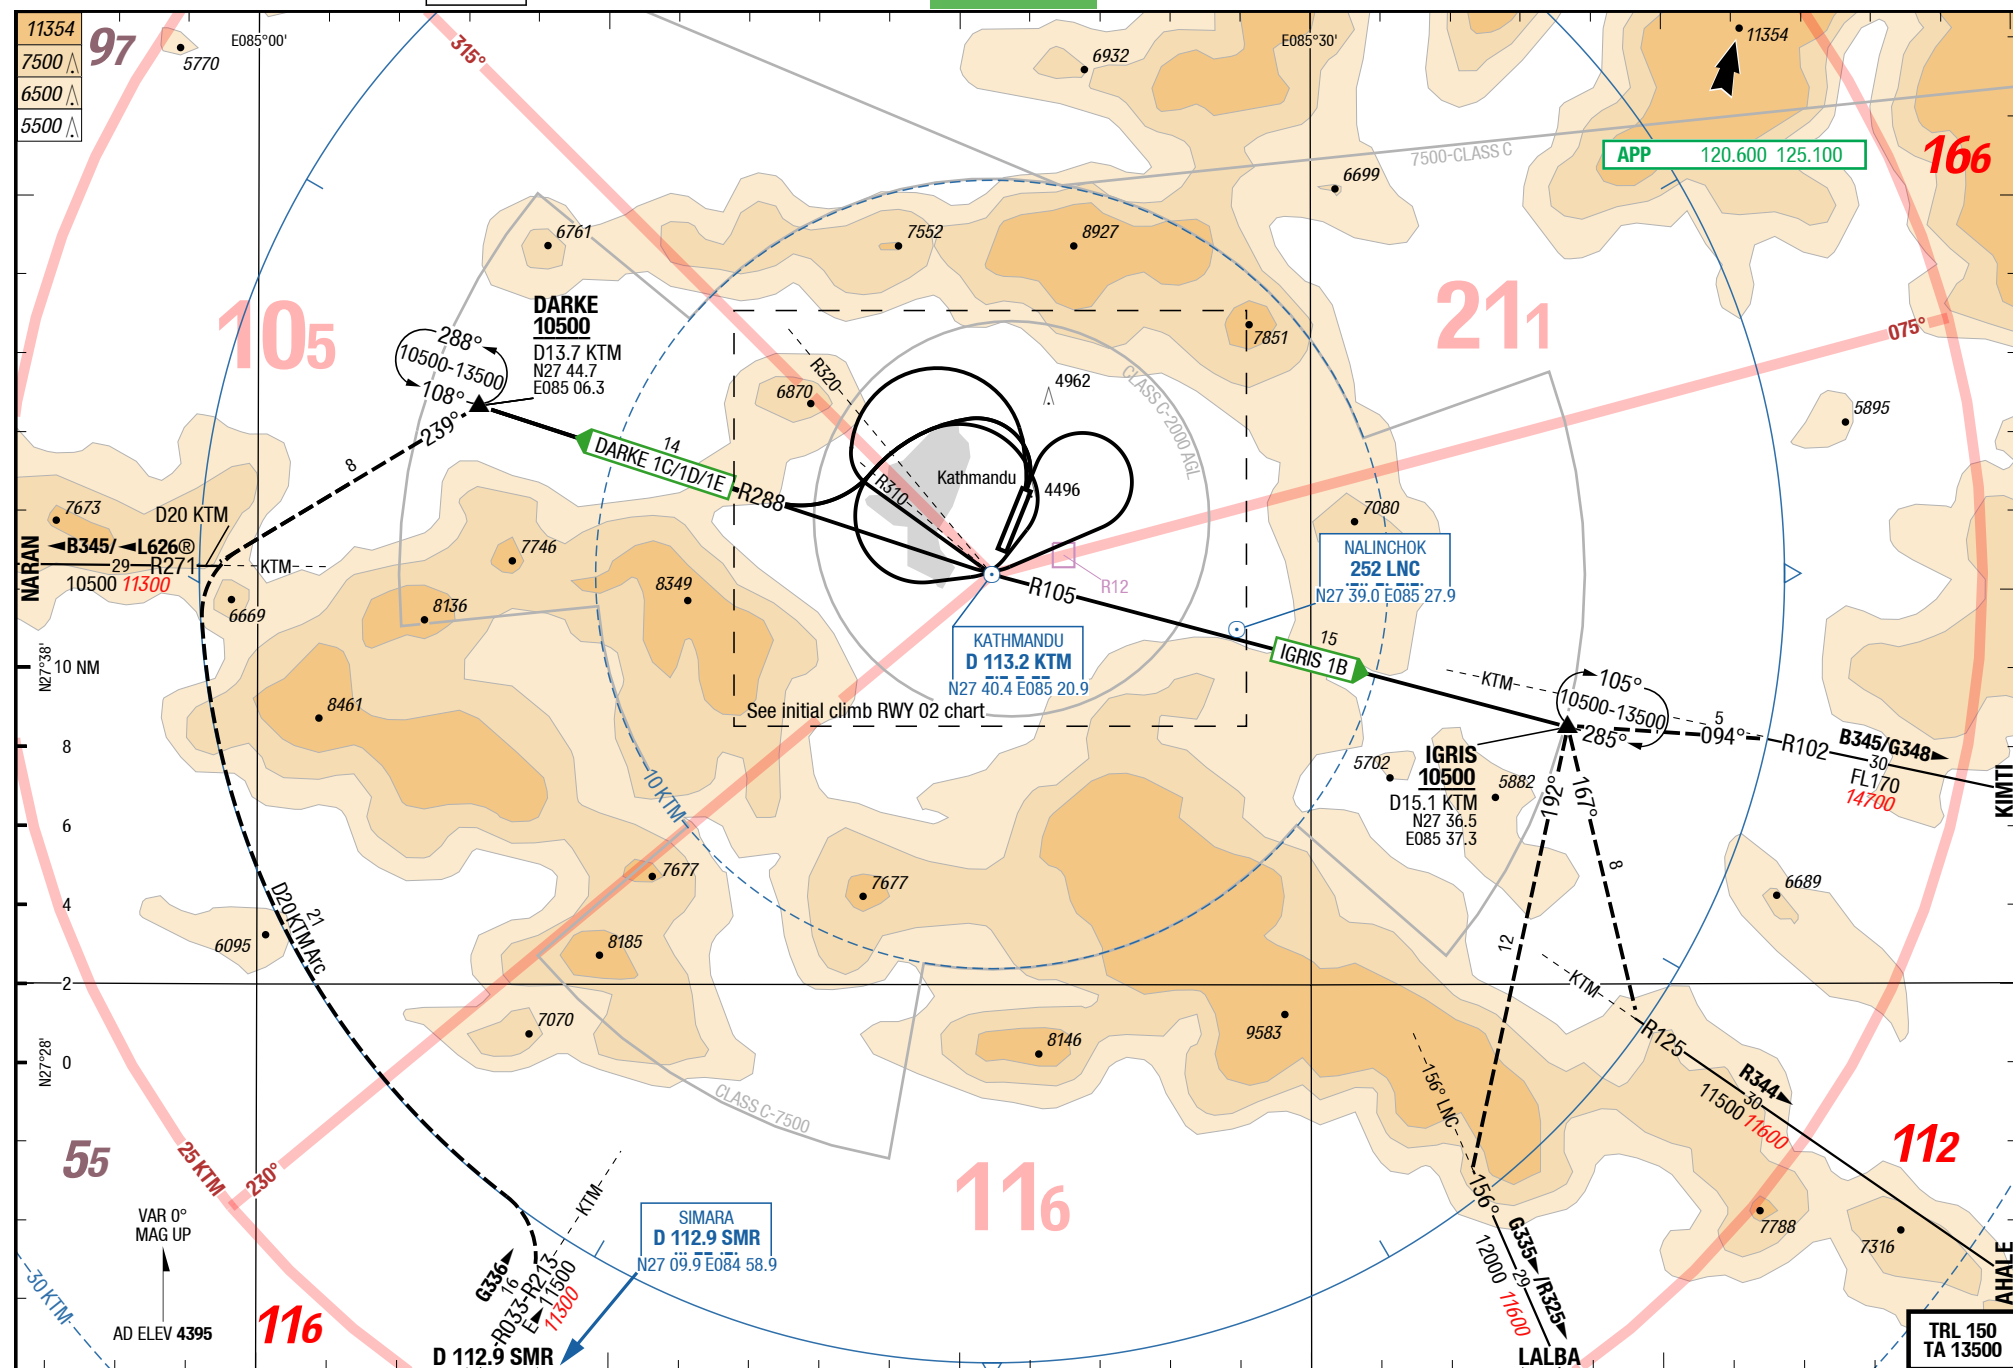 11354
7500
6500
5500
97
5770
E085°00'
315°
6932
E085°30'
11354
7500-CLASS C
APP 120.600 125.100
166
6699
6761
7552
8927
105
DARKE
10500
D13.7 KTM
N27 44.7
E085 06.3
288°
10500-13500
108°
239°
8
211
075°
7851
R320
6870
4962
CLASS C-2000 AGL
5895
14
DARKE 1C/1D/1E
R288
R310
Kathmandu
4496
7673
D20 KTM
B345/ L626®
29
R271
KTM
10500 11300
NARAN
6669
7746
8136
8349
7080
NALINCHOK
252 LNC
N27 39.0 E085 27.9
R12
R105
KATHMANDU
D 113.2 KTM
N27 40.4 E085 20.9
15
IGRIS 1B
See initial climb RWY 02 chart
N27°38'
10 NM
8
6
4
2
0
N27°28'
8461
10 KTM
KTM
105°
10500-13500
285°
5
094°
R102
B345/G348
30
FL170
14700
KIMTI
IGRIS
10500
D15.1 KTM
N27 36.5
E085 37.3
5702
5882
192°
167°
8
12
7677
7677
6689
21
D20 KTM Arc
6095
8185
7070
8146
9583
KTM
R125
R344
30
11500 11600
CLASS C-7500
156° LNC
156°
G335 /R325
29
12000 11600
LALBA
112
7788
7316
AHALE
55
25 KTM
230°
116
VAR 0°
MAG UP
SIMARA
D 112.9 SMR
N27 09.9 E084 58.9
KTM
G336
16
R033-R213
E 11500
11300
D 112.9 SMR
30 KTM
AD ELEV 4395
116
TRL 150
TA 13500